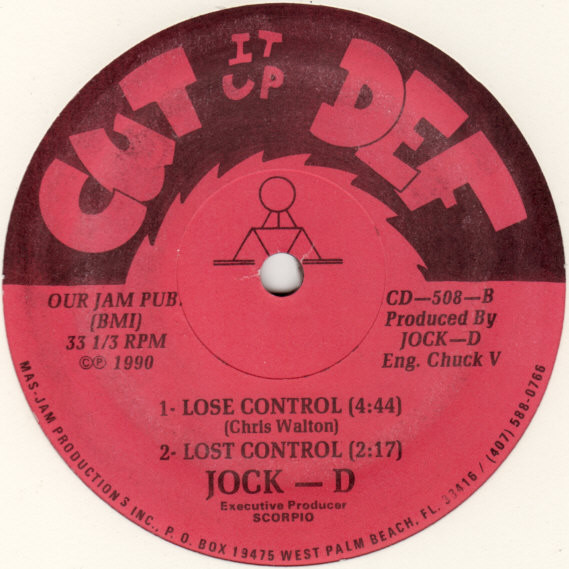 CUT IT UP DEF
OUR JAM PUB.
(BMI)
33 1/3 RPM
©℗ 1990
CD—508—B
Produced By
JOCK—D
Eng. Chuck V
1- LOSE CONTROL (4:44)
(Chris Walton)
2- LOST CONTROL (2:17)
JOCK — D
Executive Producer
SCORPIO
MAS-JAM PRODUCTIONS INC., P. O. BOX 19475 WEST PALM BEACH, FL. 33416 / (407) 588-0766